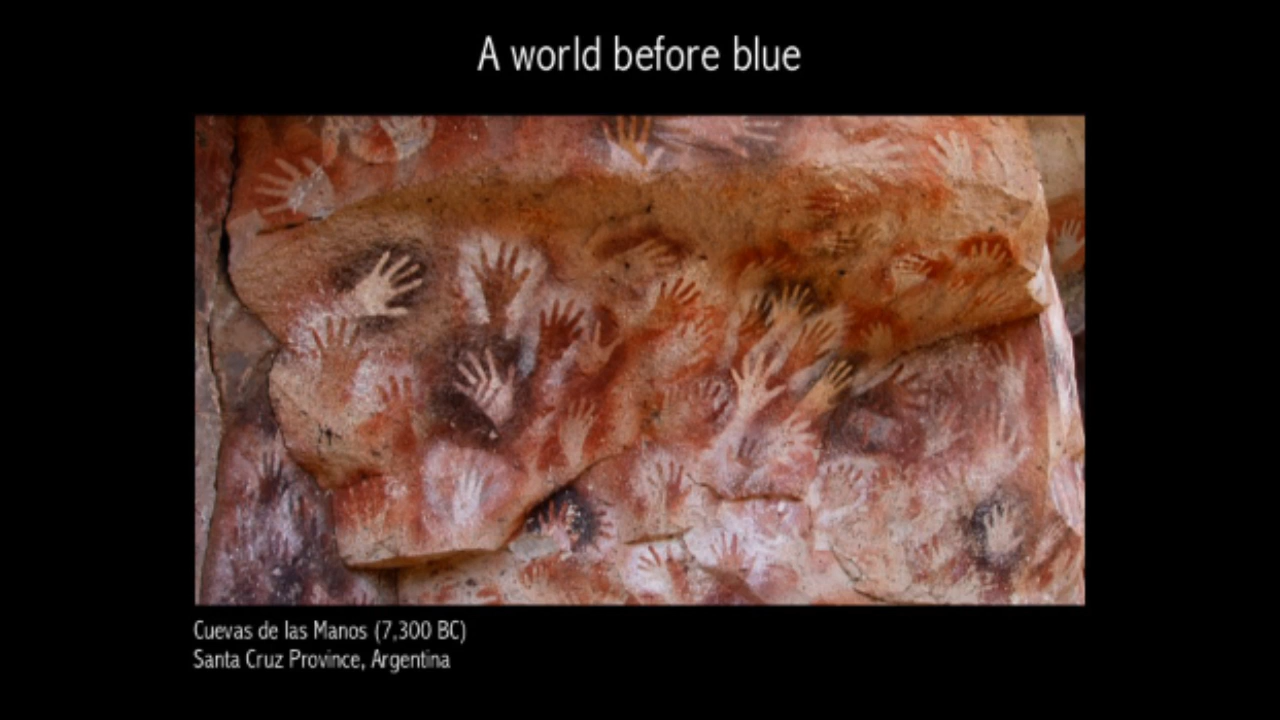 A world before blue
Cuevas de las Manos (7,300 BC)
Santa Cruz Province, Argentina